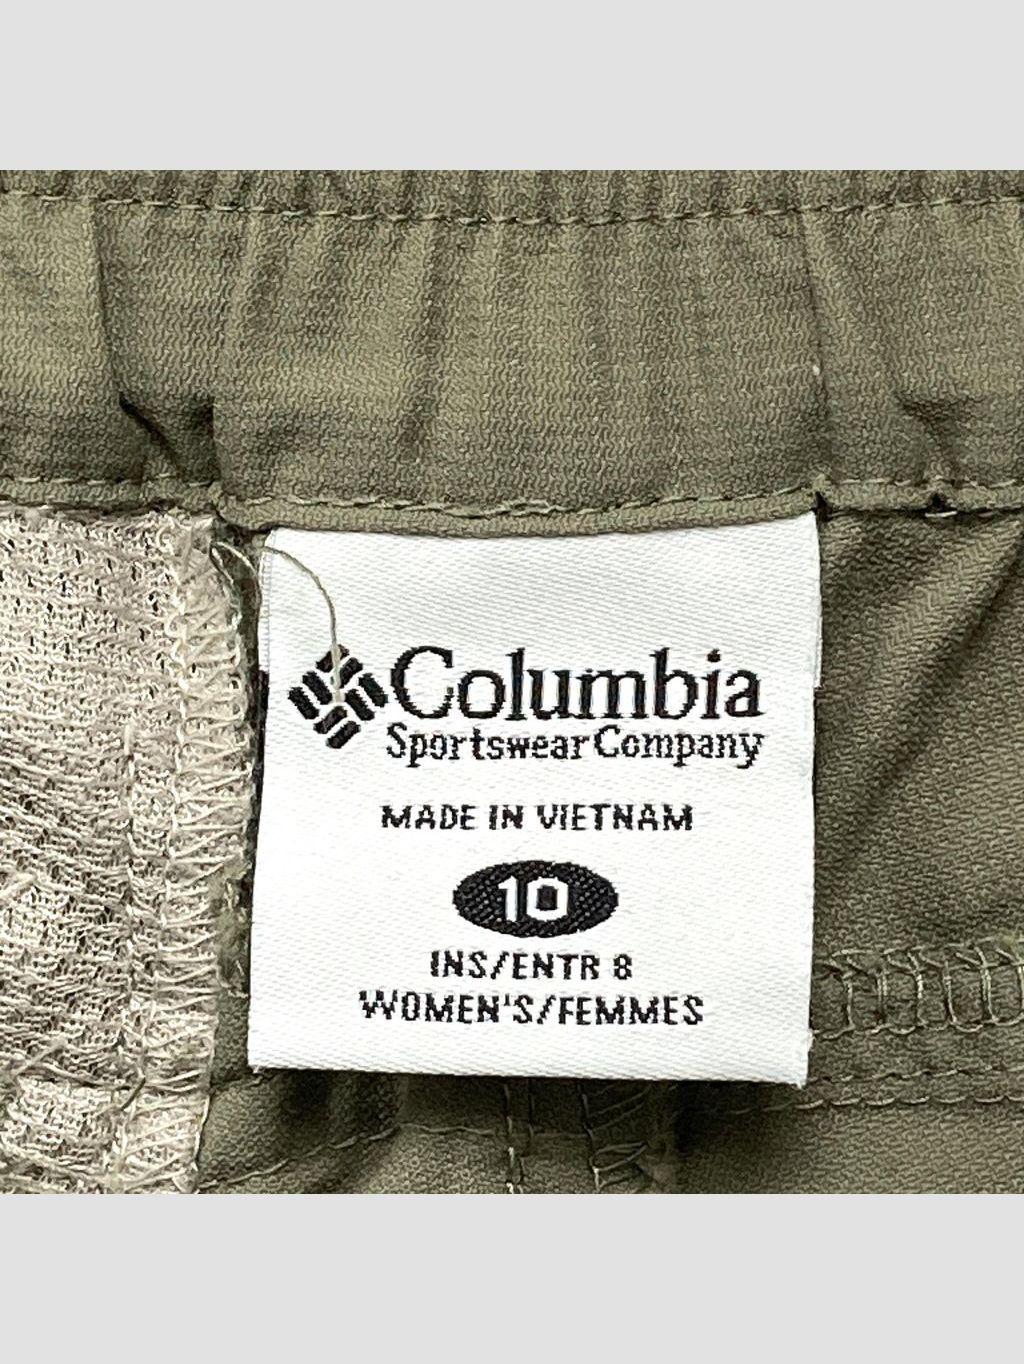 Columbia
Sportswear Company
MADE IN VIETNAM
10
INS/ENTR 8
WOMEN'S/FEMMES